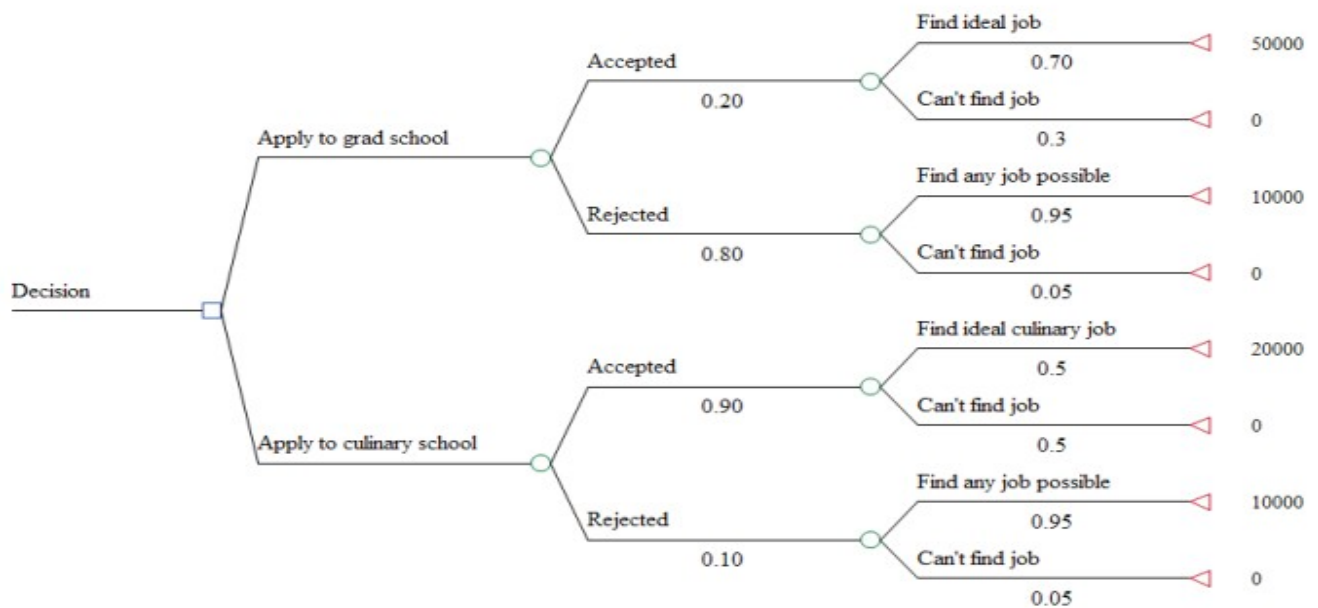 Find ideal job
50000
0.70
Accepted
0.20
Can't find job
0
0.3
Apply to grad school
Find any job possible
10000
0.95
Rejected
0.80
Can't find job
0
0.05
Decision
Find ideal culinary job
20000
0.5
Accepted
0.90
Can't find job
0
0.5
Apply to culinary school
Find any job possible
10000
0.95
Rejected
0.10
Can't find job
0
0.05